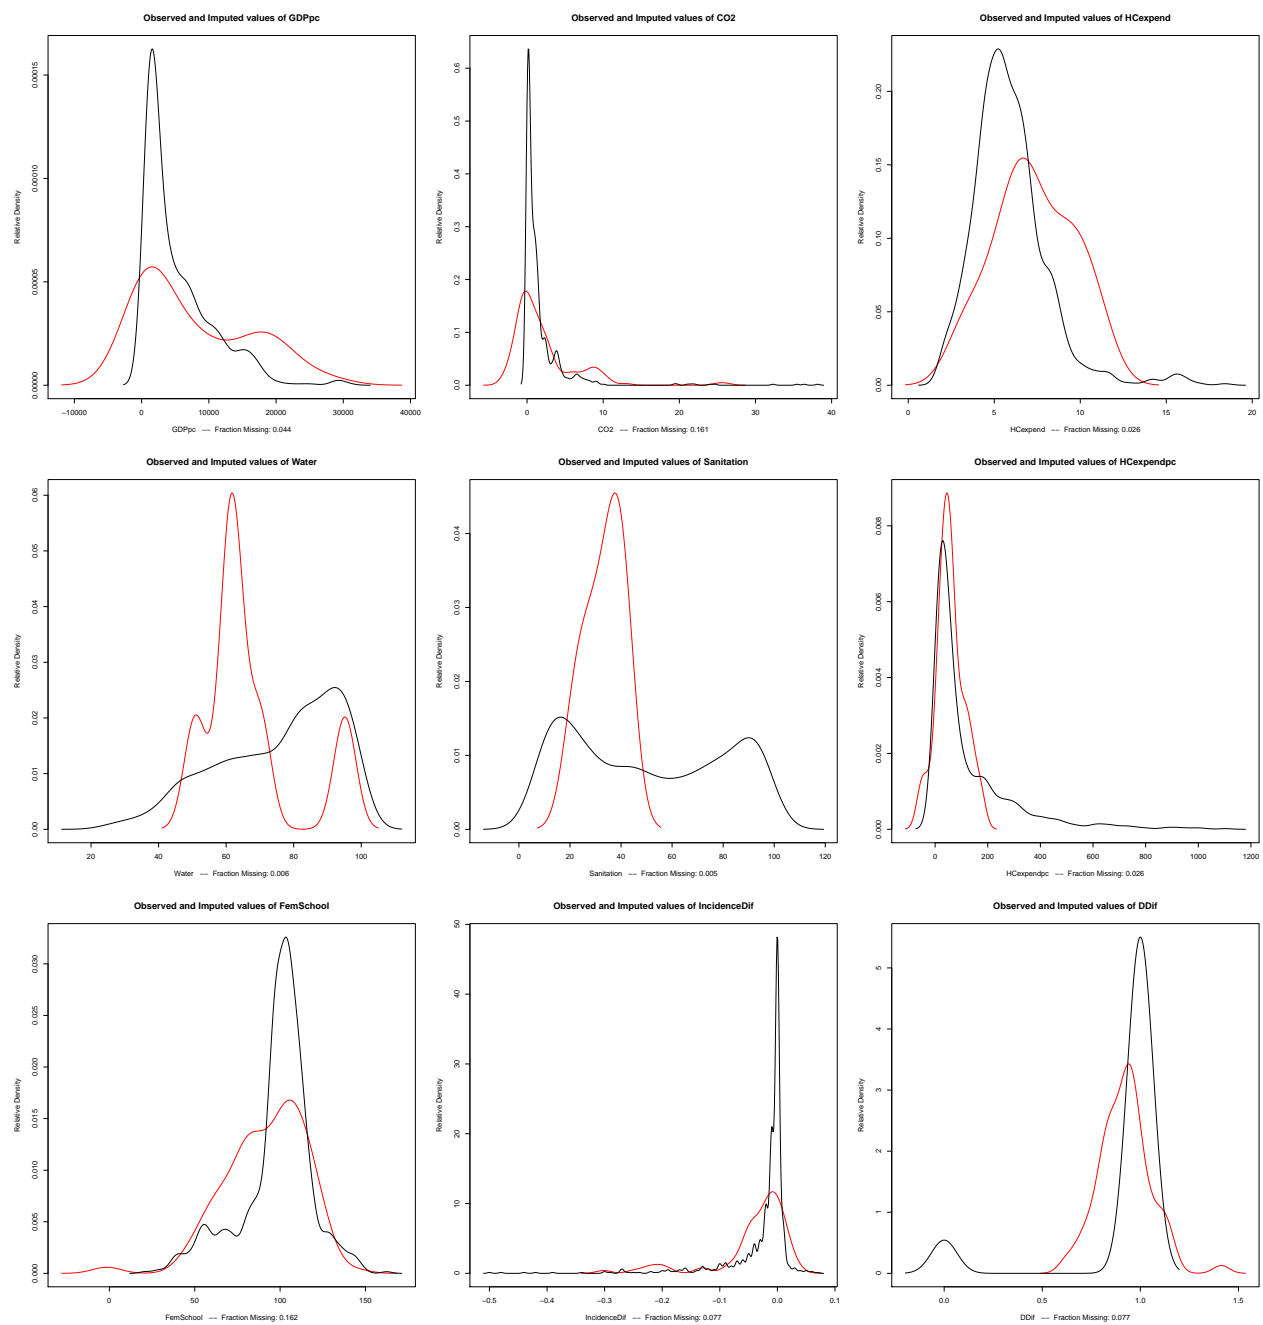 Observed and Imputed values of GDPpc
Relative Density
0.00000 0.00005 0.00010 0.00015
−10000 0 10000 20000 30000 40000
GDPpc −− Fraction Missing: 0.044
Observed and Imputed values of CO2
Relative Density
0.0 0.1 0.2 0.3 0.4 0.5 0.6
0 10 20 30 40
CO2 −− Fraction Missing: 0.161
Observed and Imputed values of HCexpend
Relative Density
0.00 0.05 0.10 0.15 0.20
0 5 10 15 20
HCexpend −− Fraction Missing: 0.026
Observed and Imputed values of Water
Relative Density
0.00 0.01 0.02 0.03 0.04 0.05 0.06
20 40 60 80 100
Water −− Fraction Missing: 0.006
Observed and Imputed values of Sanitation
Relative Density
0.00 0.01 0.02 0.03 0.04
0 20 40 60 80 100 120
Sanitation −− Fraction Missing: 0.005
Observed and Imputed values of HCexpendpc
Relative Density
0.000 0.002 0.004 0.006 0.008
0 200 400 600 800 1000 1200
HCexpendpc −− Fraction Missing: 0.026
Observed and Imputed values of FemSchool
Relative Density
0.000 0.005 0.010 0.015 0.020 0.025 0.030
0 50 100 150
FemSchool −− Fraction Missing: 0.162
Observed and Imputed values of IncidenceDif
Relative Density
0 10 20 30 40 50
−0.5 −0.4 −0.3 −0.2 −0.1 0.0 0.1
IncidenceDif −− Fraction Missing: 0.077
Observed and Imputed values of DDif
Relative Density
0 1 2 3 4 5
0.0 0.5 1.0 1.5
DDif −− Fraction Missing: 0.077